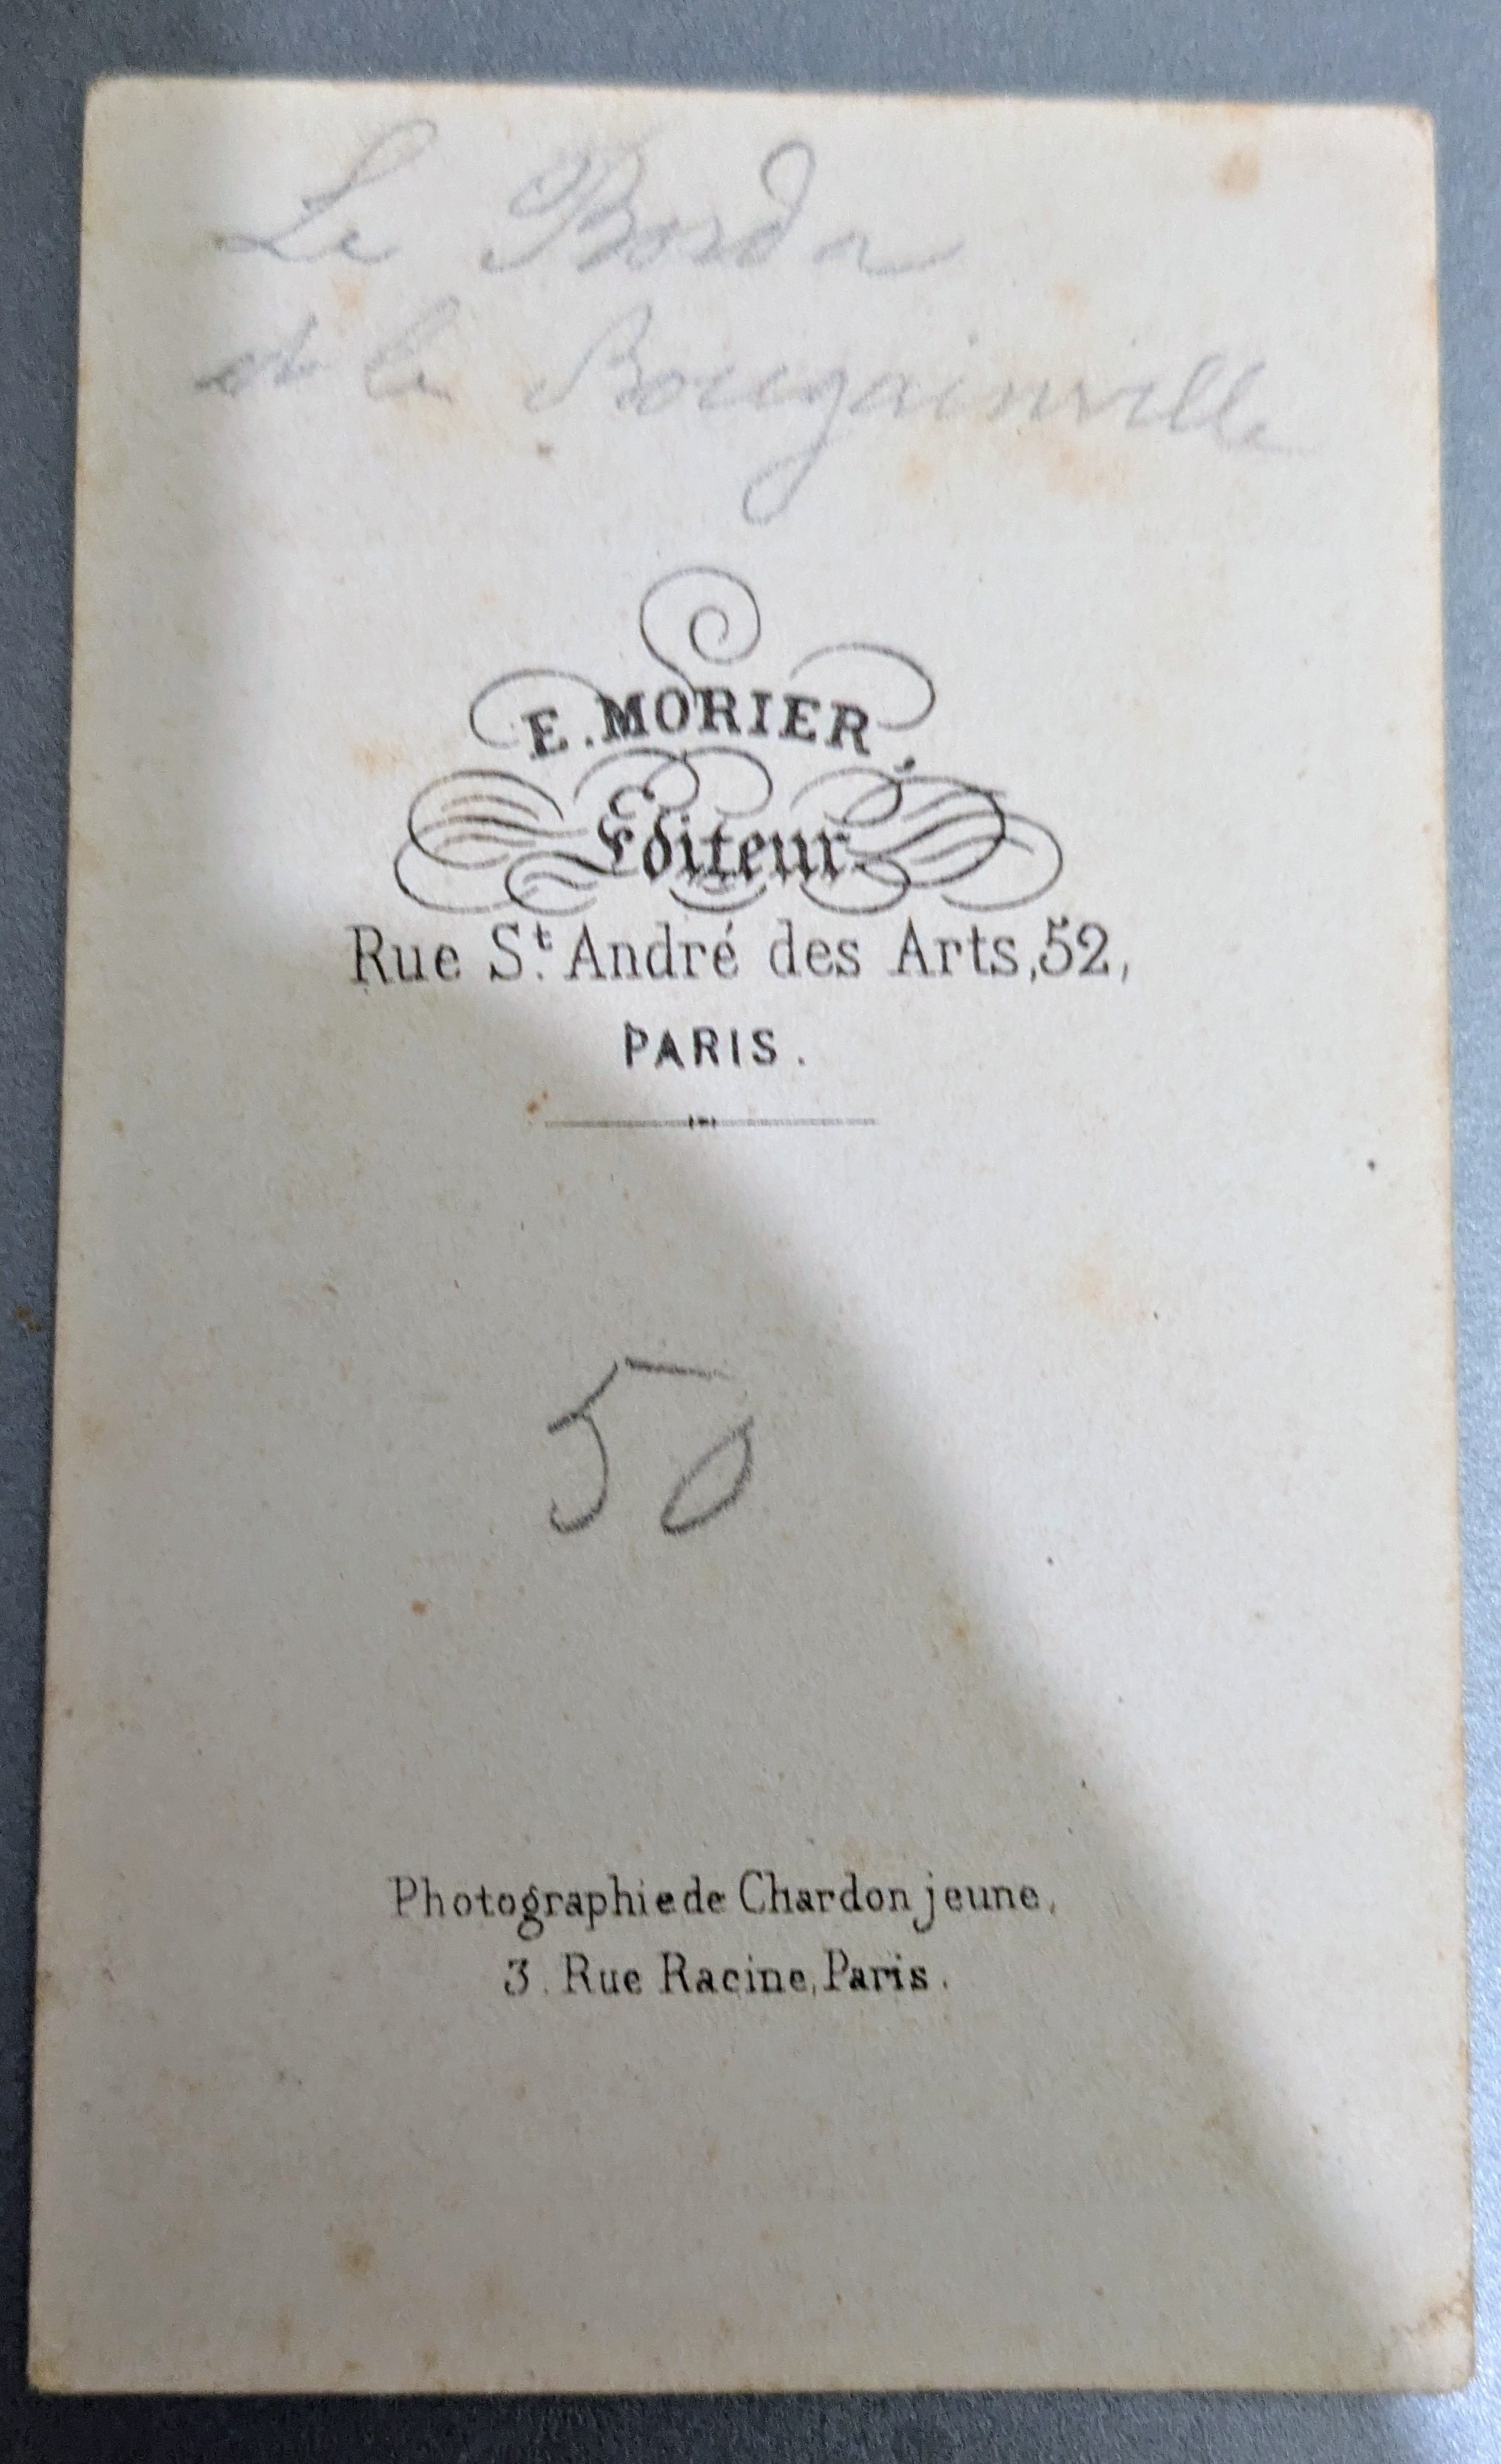 Le Borda
et le Bougainville
E. MORIER,
Editeur
Rue St. André des Arts, 52,
PARIS.
50
Photographie de Chardon jeune,
3. Rue Racine, Paris.